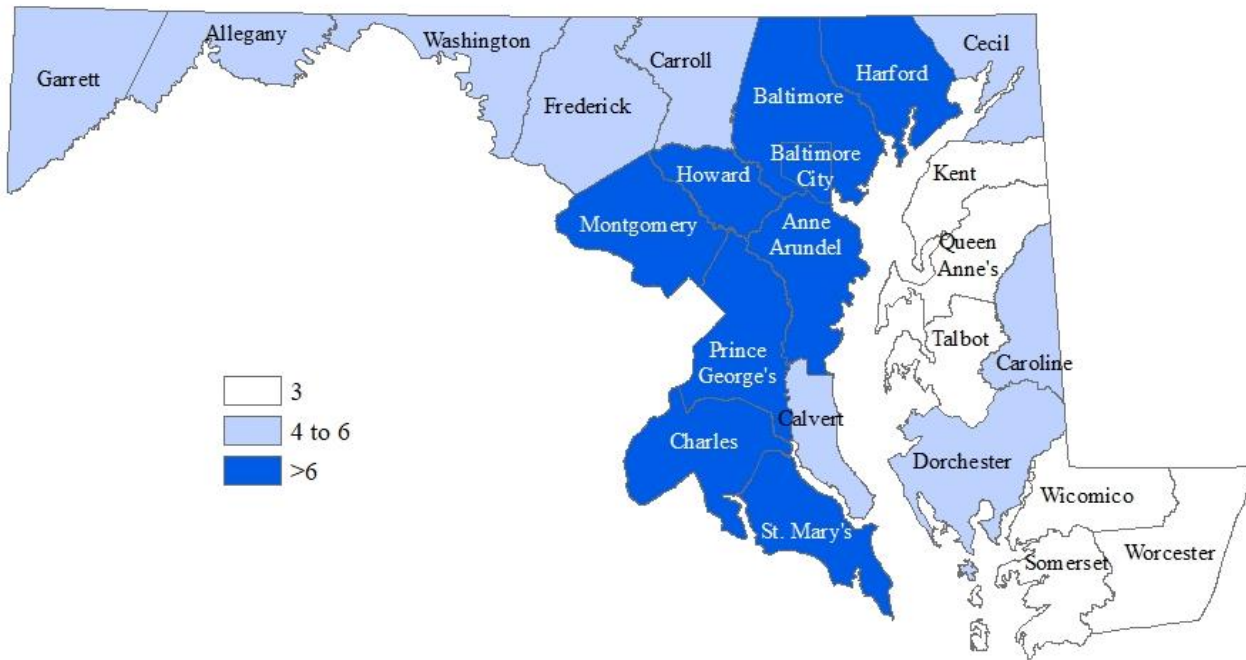 Garrett
Allegany
Washington
Frederick
Carroll
Baltimore
Harford
Cecil
Baltimore
City
Howard
Montgomery
Anne
Arundel
Kent
Queen
Anne's
Talbot
Caroline
Prince
George's
Calvert
Charles
St. Mary's
Dorchester
Wicomico
Somerset
Worcester
3
4 to 6
>6